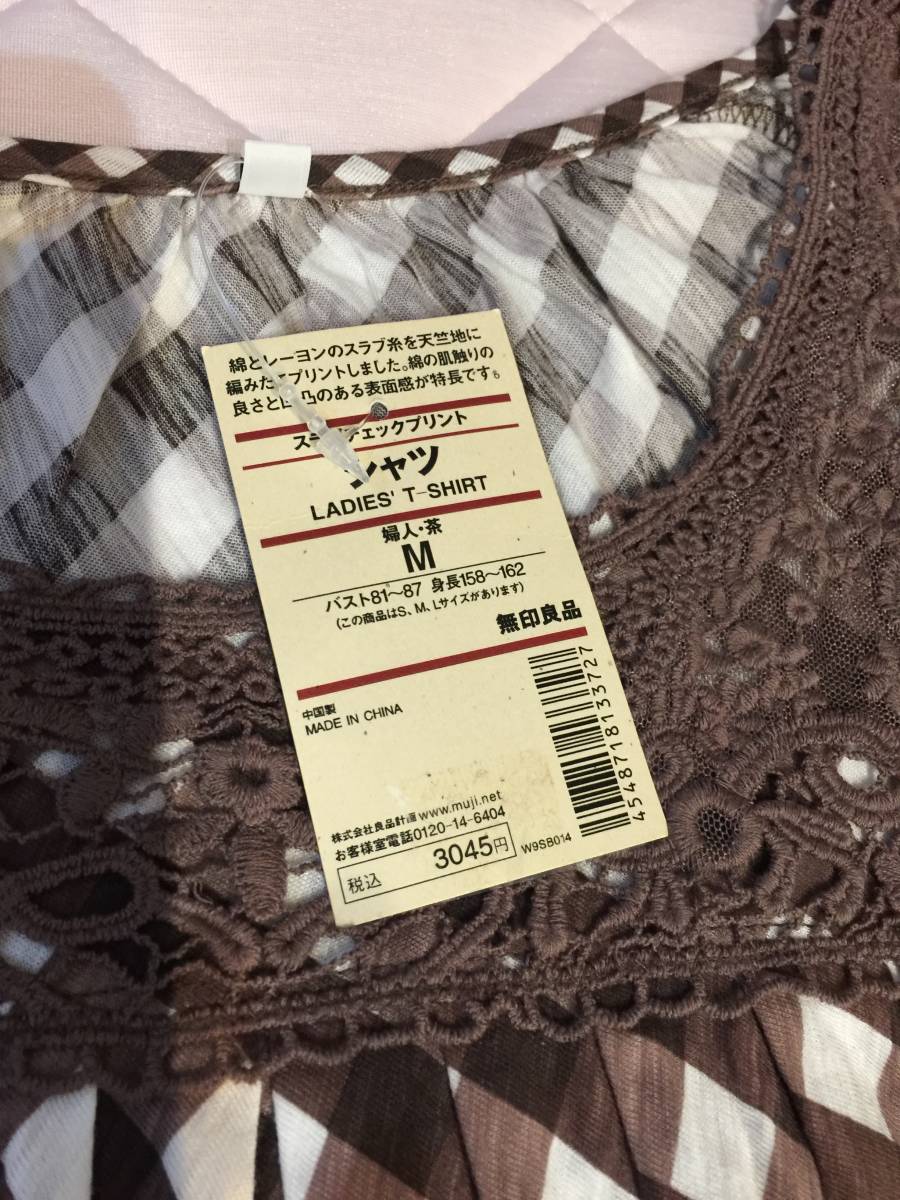 綿とレーヨンのスラブ糸を天竺地に
編みたてプリントしました。綿の肌触りの
良さと凹凸のある表面感が特長です。
スラブチェックプリント
シャツ
LADIES' T-SHIRT
婦人・茶
M
バスト81〜87 身長158〜162
(この商品はS、M、Lサイズがあります)
無印良品
中国製
MADE IN CHINA
4548718133727
株式会社良品計画 www.muji.net
お客様室電話0120-14-6404
税込 3045円
W9SB014